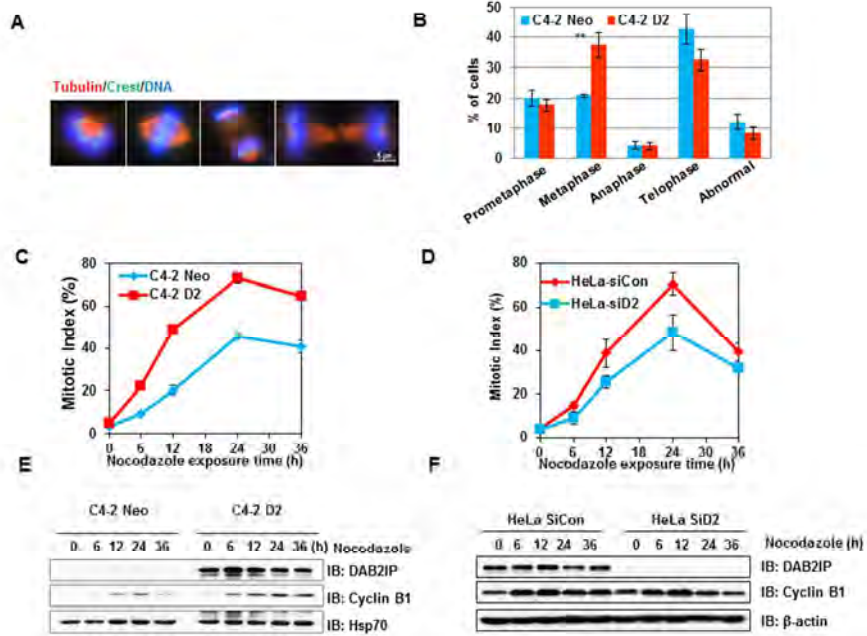 A
Tubulin/Crest/DNA
5 μm
B
C4-2 Neo C4-2 D2
50
40
30
20
10
0
% of cells
**
Prometaphase
Metaphase
Anaphase
Telophase
Abnormal
C
80
60
40
20
0
Mitotic Index (%)
C4-2 Neo
C4-2 D2
0 6 12 18 24 30 36
Nocodazole exposure time (h)
D
80
60
40
20
0
Mitotic Index (%)
HeLa-siCon
HeLa-siD2
0 6 12 18 24 30 36
Nocodazole exposure time (h)
E
C4-2 Neo C4-2 D2
0 6 12 24 36 0 6 12 24 36 (h) Nocodazole
IB: DAB2IP
IB: Cyclin B1
IB: Hsp70
F
HeLa SiCon HeLa SiD2
0 6 12 24 36 0 6 12 24 36 Nocodazole (h)
IB: DAB2IP
IB: Cyclin B1
IB: β-actin